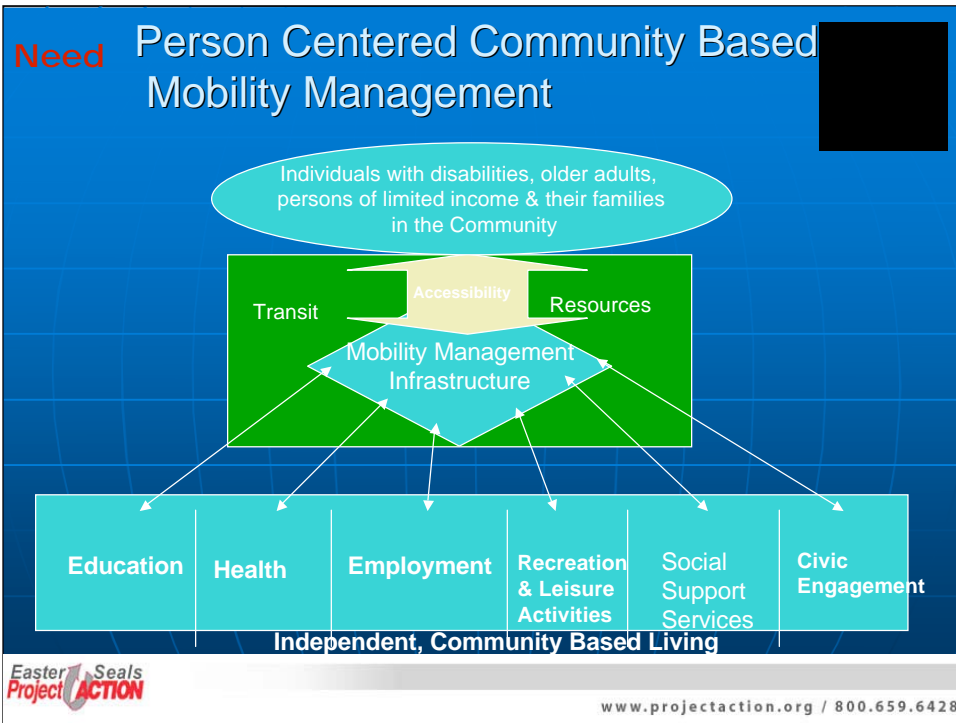 Need
Person Centered Community Based
Mobility Management
Individuals with disabilities, older adults,
persons of limited income & their families
in the Community
Accessibility
Transit
Resources
Mobility Management
Infrastructure
Education
Health
Employment
Recreation
& Leisure
Activities
Social
Support
Services
Civic
Engagement
Independent, Community Based Living
Easter Seals
Project ACTION
www.projectaction.org / 800.659.6428